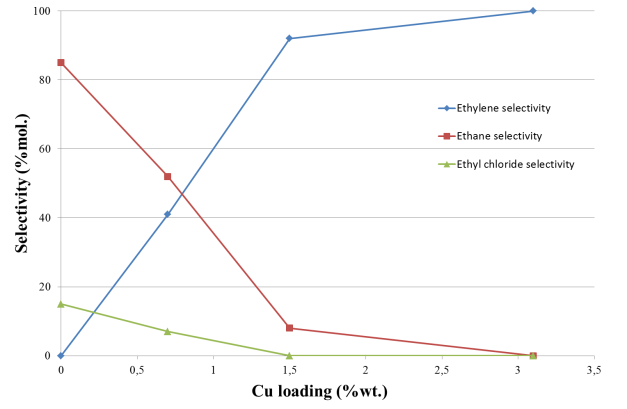 100
80
60
40
20
0
Selectivity (%mol.)
Ethylene selectivity
Ethane selectivity
Ethyl chloride selectivity
0 0,5 1 1,5 2 2,5 3 3,5
Cu loading (%wt.)